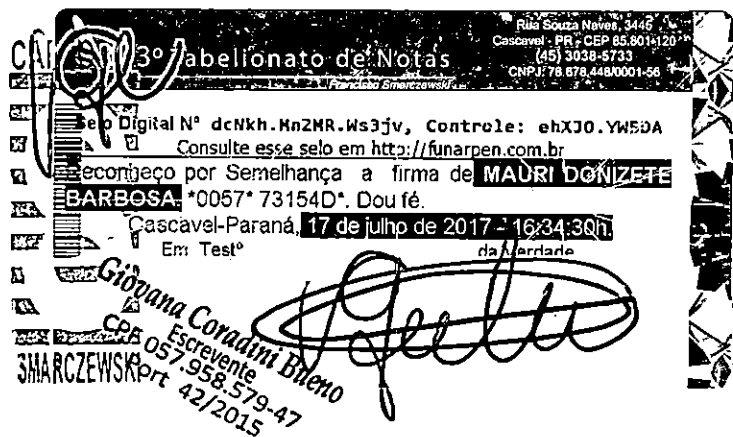 3º Tabelionato de Notas
Francisco Smarczewski
Rua Souza Naves, 3446
Cascavel - PR - CEP 85.801-120
(45) 3038-5733
CNPJ: 78.678.448/0001-56
Selo Digital Nº dcNkh.Mn2MR.Ws3jv, Controle: ehXJO.YW5DA
Consulte esse selo em http://funarpen.com.br
Reconheço por Semelhança a firma de MAURI DONIZETE
BARBOSA. *0057* 73154D*. Dou fé.
Cascavel-Paraná, 17 de julho de 2017 - 16:34:30h.
Em Testº da Verdade
Giovana Coradini Bueno
Escrevente
CPF 057.958.579-47
Port 42/2015
SMARCZEWSKI